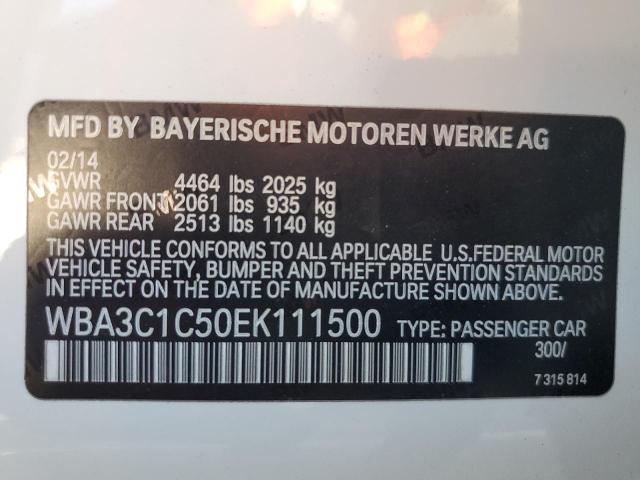 MFD BY BAYERISCHE MOTOREN WERKE AG
02/14
GVWR 4464 lbs 2025 kg
GAWR FRONT 2061 lbs 935 kg
GAWR REAR 2513 lbs 1140 kg
THIS VEHICLE CONFORMS TO ALL APPLICABLE U.S.FEDERAL MOTOR
VEHICLE SAFETY, BUMPER AND THEFT PREVENTION STANDARDS
IN EFFECT ON THE DATE OF MANUFACTURE SHOWN ABOVE.
WBA3C1C50EK111500 TYPE: PASSENGER CAR
300/
7 315 814